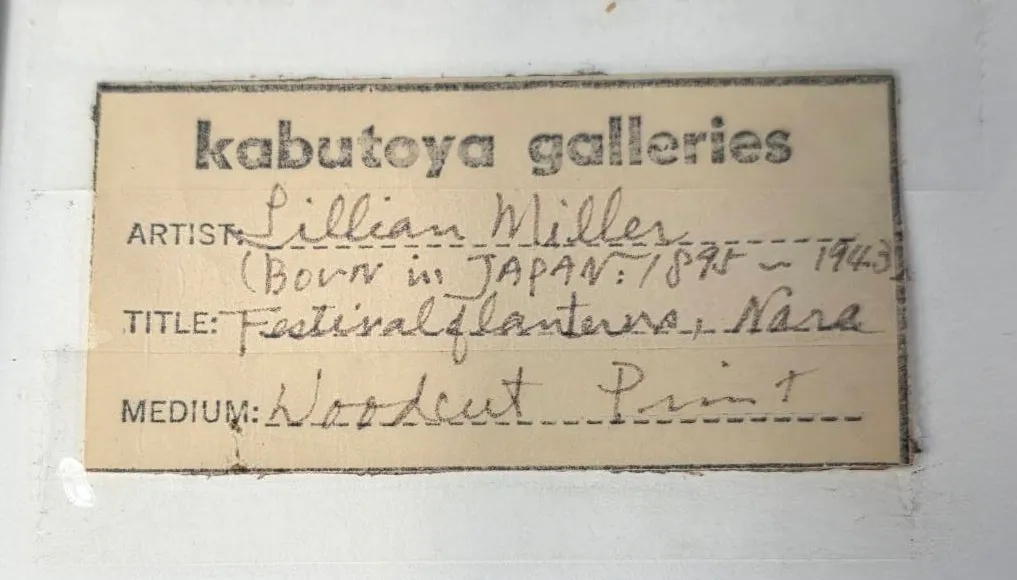 kabutoya galleries
ARTIST: Lillian Miller
(Born in JAPAN: 1895 ~ 1943)
TITLE: Festival of lanterns, Nara
MEDIUM: Woodcut Print